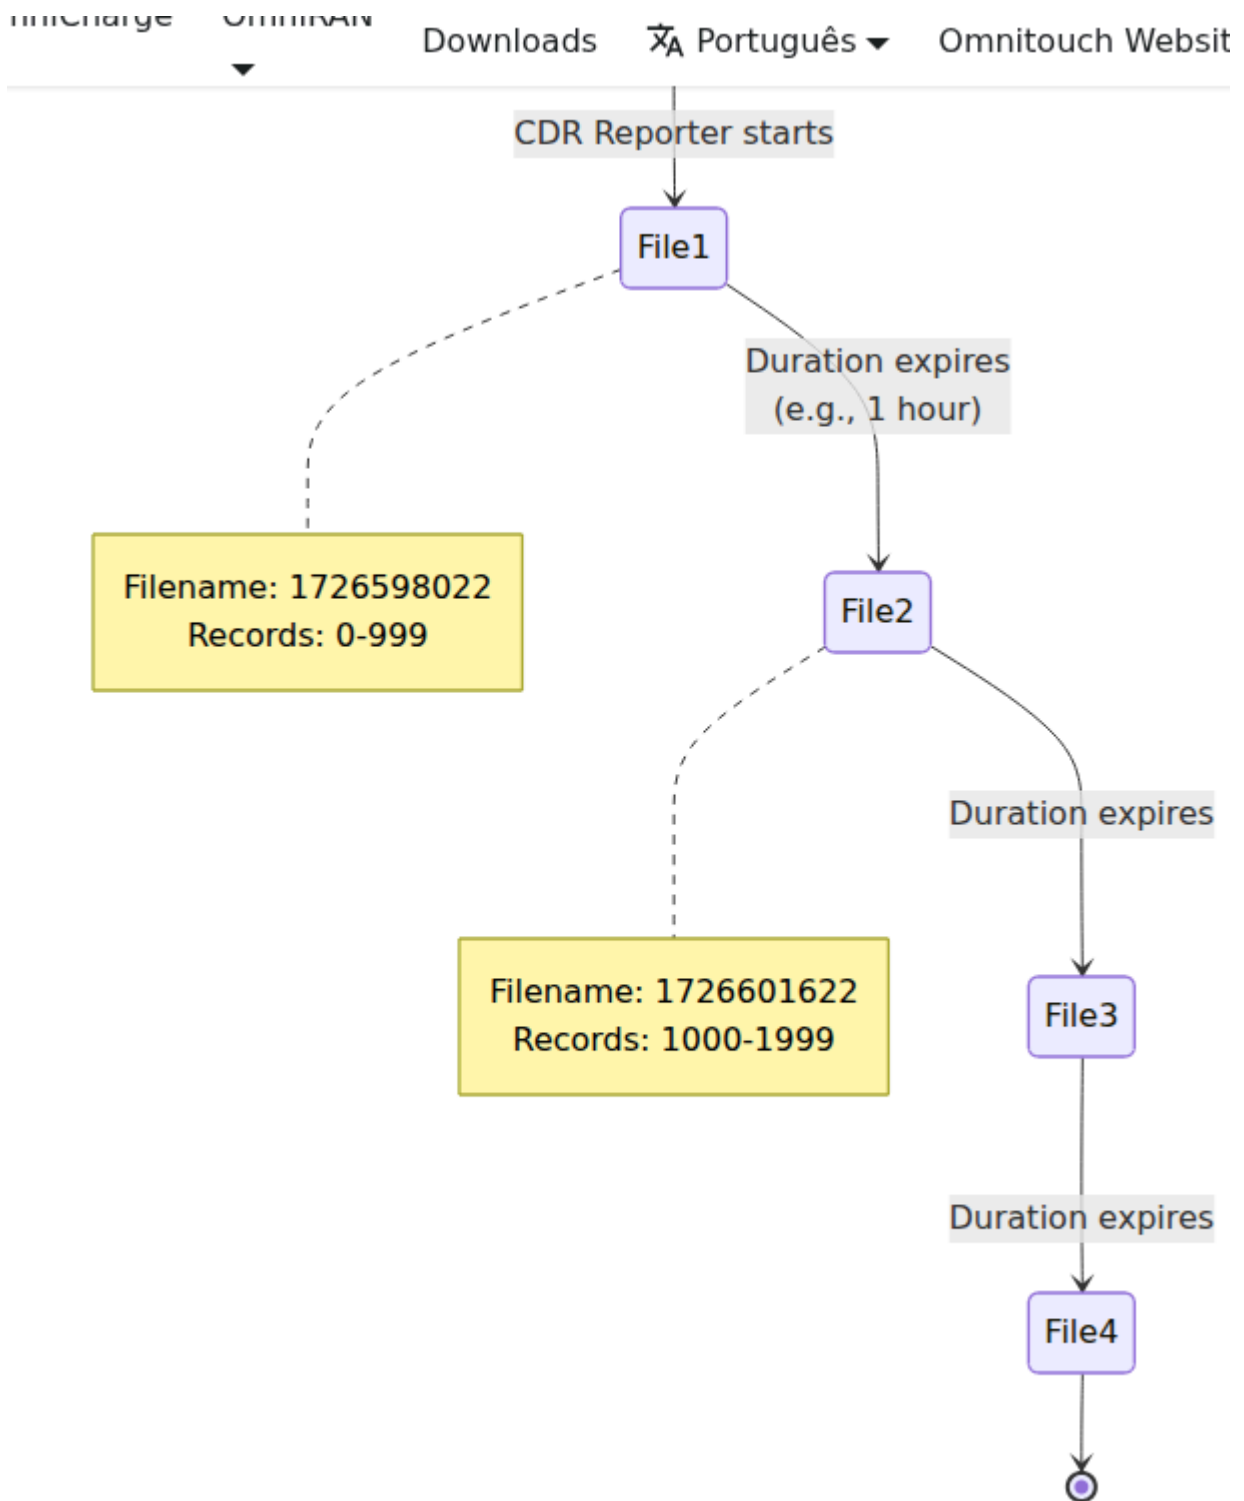 OmniRAN
Downloads
Português
Omnitouch
CDR Reporter starts
File1
Duration expires
(e.g., 1 hour)
Filename: 1726598022
Records: 0-999
File2
Duration expires
Filename: 1726601622
Records: 1000-1999
File3
Duration expires
File4